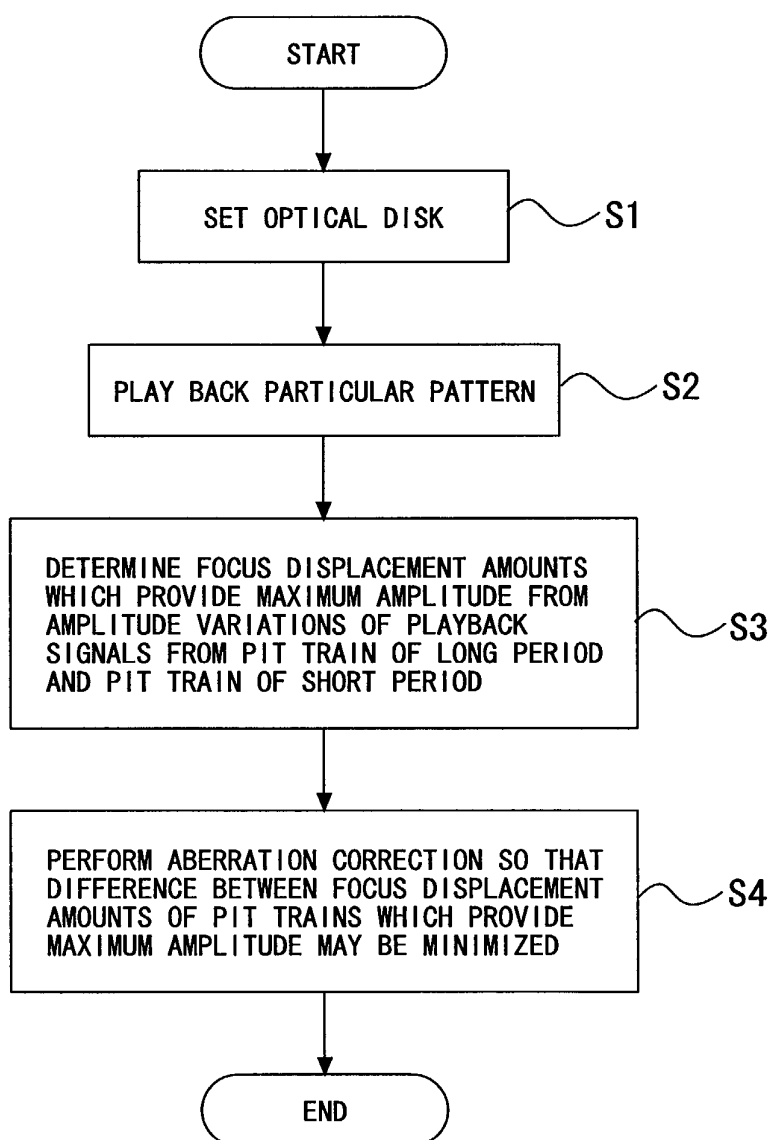 START
SET OPTICAL DISK
S1
PLAY BACK PARTICULAR PATTERN
S2
DETERMINE FOCUS DISPLACEMENT AMOUNTS
WHICH PROVIDE MAXIMUM AMPLITUDE FROM
AMPLITUDE VARIATIONS OF PLAYBACK
SIGNALS FROM PIT TRAIN OF LONG PERIOD
AND PIT TRAIN OF SHORT PERIOD
S3
PERFORM ABERRATION CORRECTION SO THAT
DIFFERENCE BETWEEN FOCUS DISPLACEMENT
AMOUNTS OF PIT TRAINS WHICH PROVIDE
MAXIMUM AMPLITUDE MAY BE MINIMIZED
S4
END